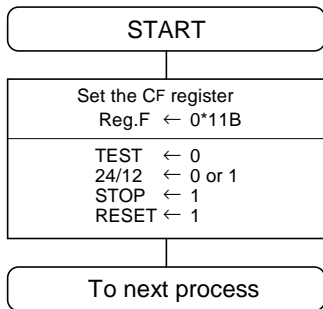 START
Set the CF register
Reg.F ← 0*11B
TEST ← 0
24/12 ← 0 or 1
STOP ← 1
RESET ← 1
To next process